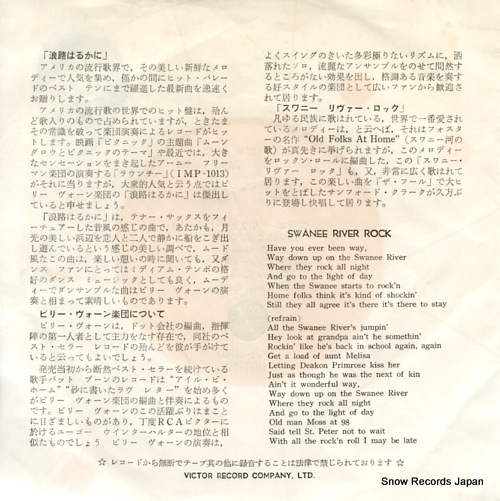 「浪路はるかに」
アメリカの流行歌界で、その美しい新鮮なメロ
ディーで人気を集め、僅かの間にヒット・パレー
ドのベスト テンにまで躍進した最新曲を逸速く
お贈りします。
アメリカの流行歌の世界でのヒット盤は、殆ん
ど歌入りのもので占められていますが、ときたま
その常識を破って楽団演奏によるレコードがヒッ
トします。映画「ピクニック」の主題曲「ムーン
グロウとピクニックのテーマ」や最近では、大き
なセンセーションをまき起したアーニー フリー
マン楽団の演奏する「ラウンチー」(IMP-1013)
がそれに当りますが、大衆的人気と云う点ではビ
リー ヴォーン楽団の「浪路はるかに」は傑出し
ていると申せましょう。
「浪路はるかに」は、テナー・サックスをフィ
ーチュアーした昔風の感じの曲で、あたかも、月
光の美しい浜辺を恋人と二人で静かに船をこぎ出
し遊んでいるという感じの美しい調べで、ムード
風なこの曲は、楽しい憩いの時に聞いても、又ダ
ンス ファンにとってはミディアム・テンポの格
好のダンス ミュージックとしても良く、ムーデ
ィーでダンサブルな曲はビリー ヴォーンの演
奏と相まって素晴しいものであります。
ビリー・ヴォーン楽団について
ビリー・ヴォーンは、ドット会社の編曲、指揮
陣の第一人者として主力をなす存在で、同社のベ
スト・セラー レコードの殆んどを彼が手がけて
いると云ってもよいでしょう。
発売当初から断然ベスト・セラーを続けている
歌手パット ブーンのレコードは“アイル・ビ・
ホーム”“砂に書いたラヴ レター”を始め多く
がビリー ヴォーン楽団の編曲と伴奏によるもの
です。ビリー ヴォーンのこの活躍ぶりはまこと
に目ざましいものがあり、丁度RCAビクターに
於けるユーゴー ウインターハルターの地位と相
似たものでしょう。ビリー ヴォーンの演奏は、
よくスイングのきいた多彩極りないリズムに、洒
落れたソロ、流麗なアンサンブルをのせて間然す
るところがない効果を出し、格調ある音楽を奏す
る好スタイルの楽団として広いファンから歓迎さ
れて居ります。
「スワニー リヴァー・ロック」
凡ゆる民族に歌はれている、世界で一番愛され
ているメロディーは、と云へば、それはフォスタ
ーの名作“Old Folks At Home”(スワニー河の
歌)が真先きに挙げられますが、このメロディー
をロックン・ロールに編曲した、この「スワニー・
リヴァー ロック」も、又、非常に広く歌はれて
居ります。この楽しい曲を「ザ・フール」で大ヒ
ットをとばしたサンフォード・クラークが久方ぶ
りに登場し快唱して居ります。
SWANEE RIVER ROCK
Have you ever been way,
Way down up on the Swanee River
Where they rock all night
And go to the light of day
When the Swanee starts to rock'n
Home folks think it's kind of shockin'
Still they all agree it's there it's there to stay
(refrain)
All the Swanee River's jumpin'
Hey look at grandpa ain't be somethin'
Rockin' like he's back in school again, again
Get a load of aunt Melisa
Letting Deakon Primrose kiss her
Just as though he was the next of kin
Ain't it wonderful way,
Way down up on the Swanee River
Where they rock all night
And go to the light of day
Old man Moss at 98
Said tell St. Peter not to wait
With all the rock'n roll I may be late
☆ レコードから無断でテープ其の他に録音することは法律で禁じられております ☆
VICTOR RECORD COMPANY, LTD.
Snow Records Japan